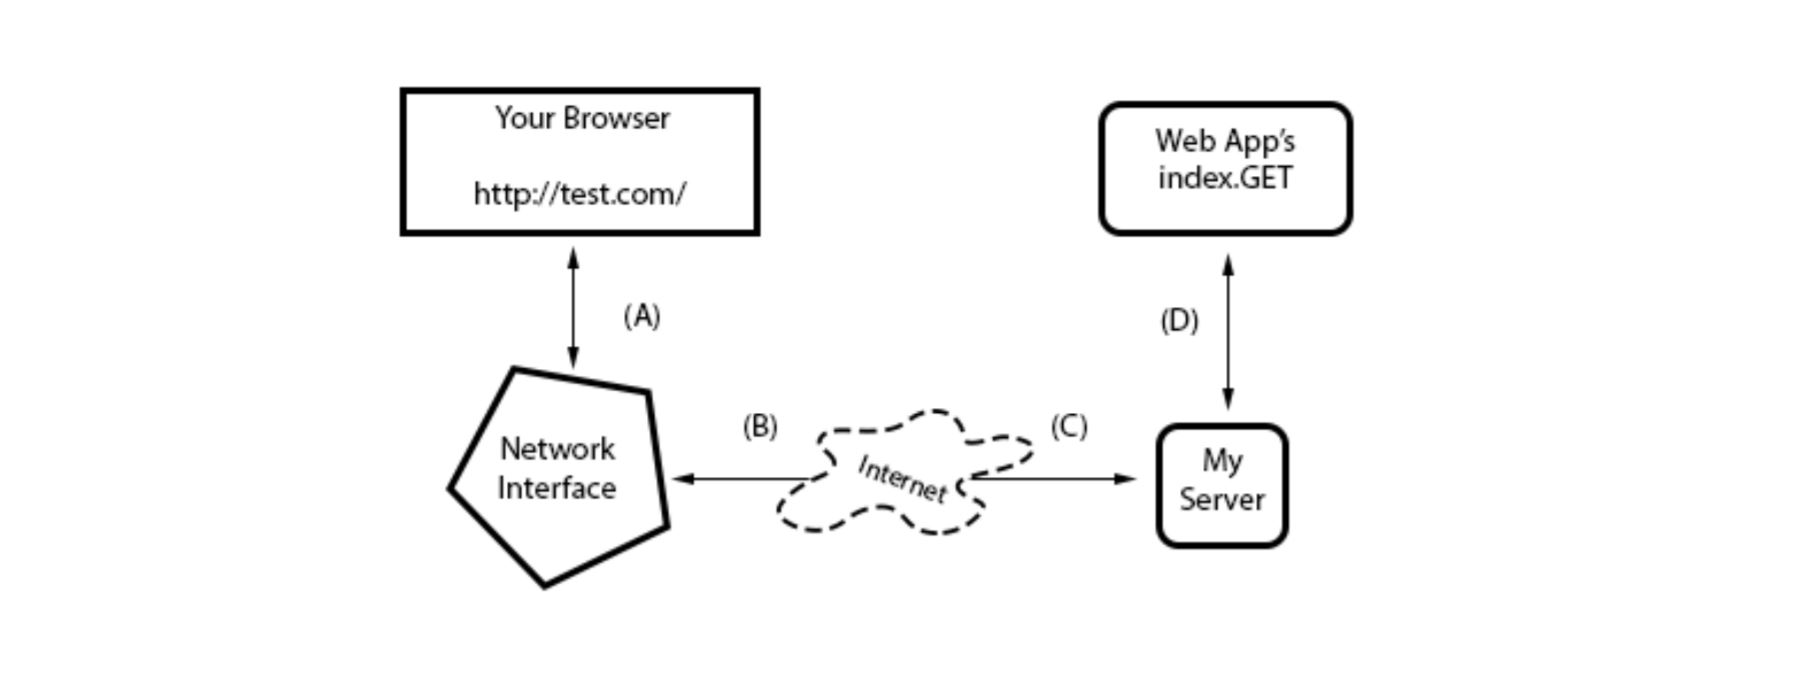 Your Browser
http://test.com/
Web App's
index.GET
(A)
(D)
Network
Interface
(B)
Internet
(C)
My
Server